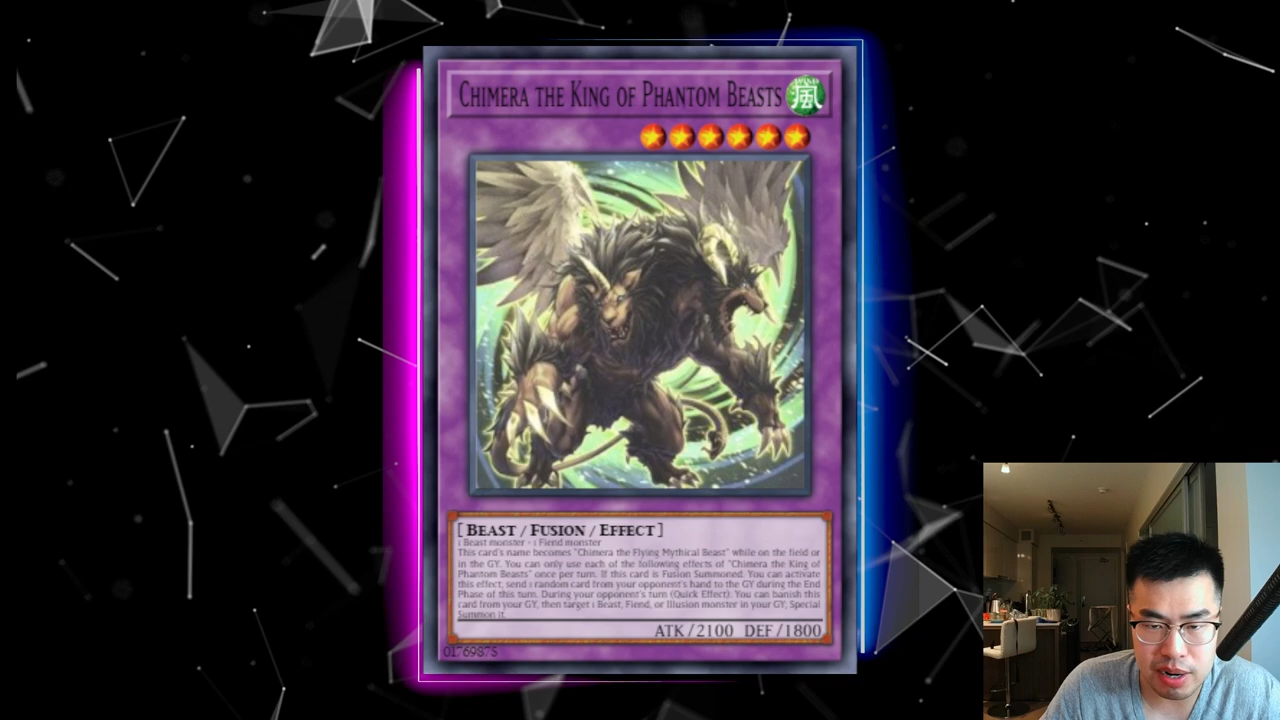 Chimera the King of Phantom Beasts
WIND
嵐
[ Beast / Fusion / Effect ]
1 Beast monster + 1 Fiend monster
This card's name becomes "Chimera the Flying Mythical Beast" while on the field or
in the GY. You can only use each of the following effects of "Chimera the King of
Phantom Beasts" once per turn. If this card is Fusion Summoned: You can activate
this effect; send 1 random card from your opponent's hand to the GY during the End
Phase of this turn. During your opponent's turn (Quick Effect): You can banish this
card from your GY, then target 1 Beast, Fiend, or Illusion monster in your GY; Special
Summon it.
ATK/2100 DEF/1800
01769875